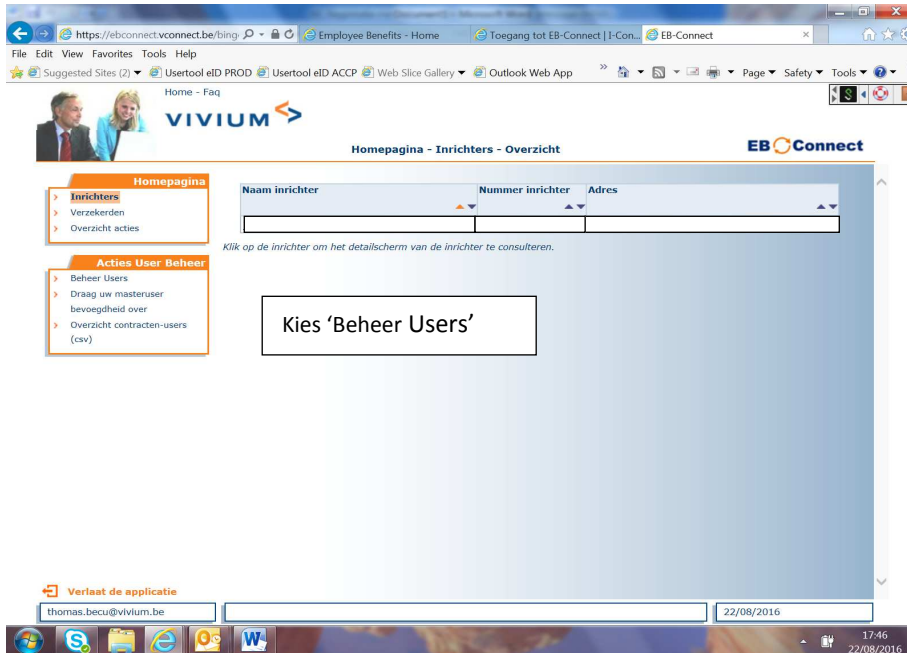 https://ebconnect.vconnect.be/bing
Employee Benefits - Home
Toegang tot EB-Connect | I-Con...
EB-Connect
File Edit View Favorites Tools Help
Suggested Sites (2) Usertool eID PROD Usertool eID ACCP Web Slice Gallery Outlook Web App » Page Safety Tools
Home - Faq
VIVIUM
Homepagina - Inrichters - Overzicht
EB Connect
Homepagina
Inrichters
Verzekerden
Overzicht acties
Naam inrichter Nummer inrichter Adres
Klik op de inrichter om het detailscherm van de inrichter te consulteren.
Acties User Beheer
Beheer Users
Draag uw masteruser
bevoegdheid over
Overzicht contracten-users
(csv)
Kies ‘Beheer Users’
Verlaat de applicatie
thomas.becu@vivium.be
22/08/2016
17:46
22/08/2016